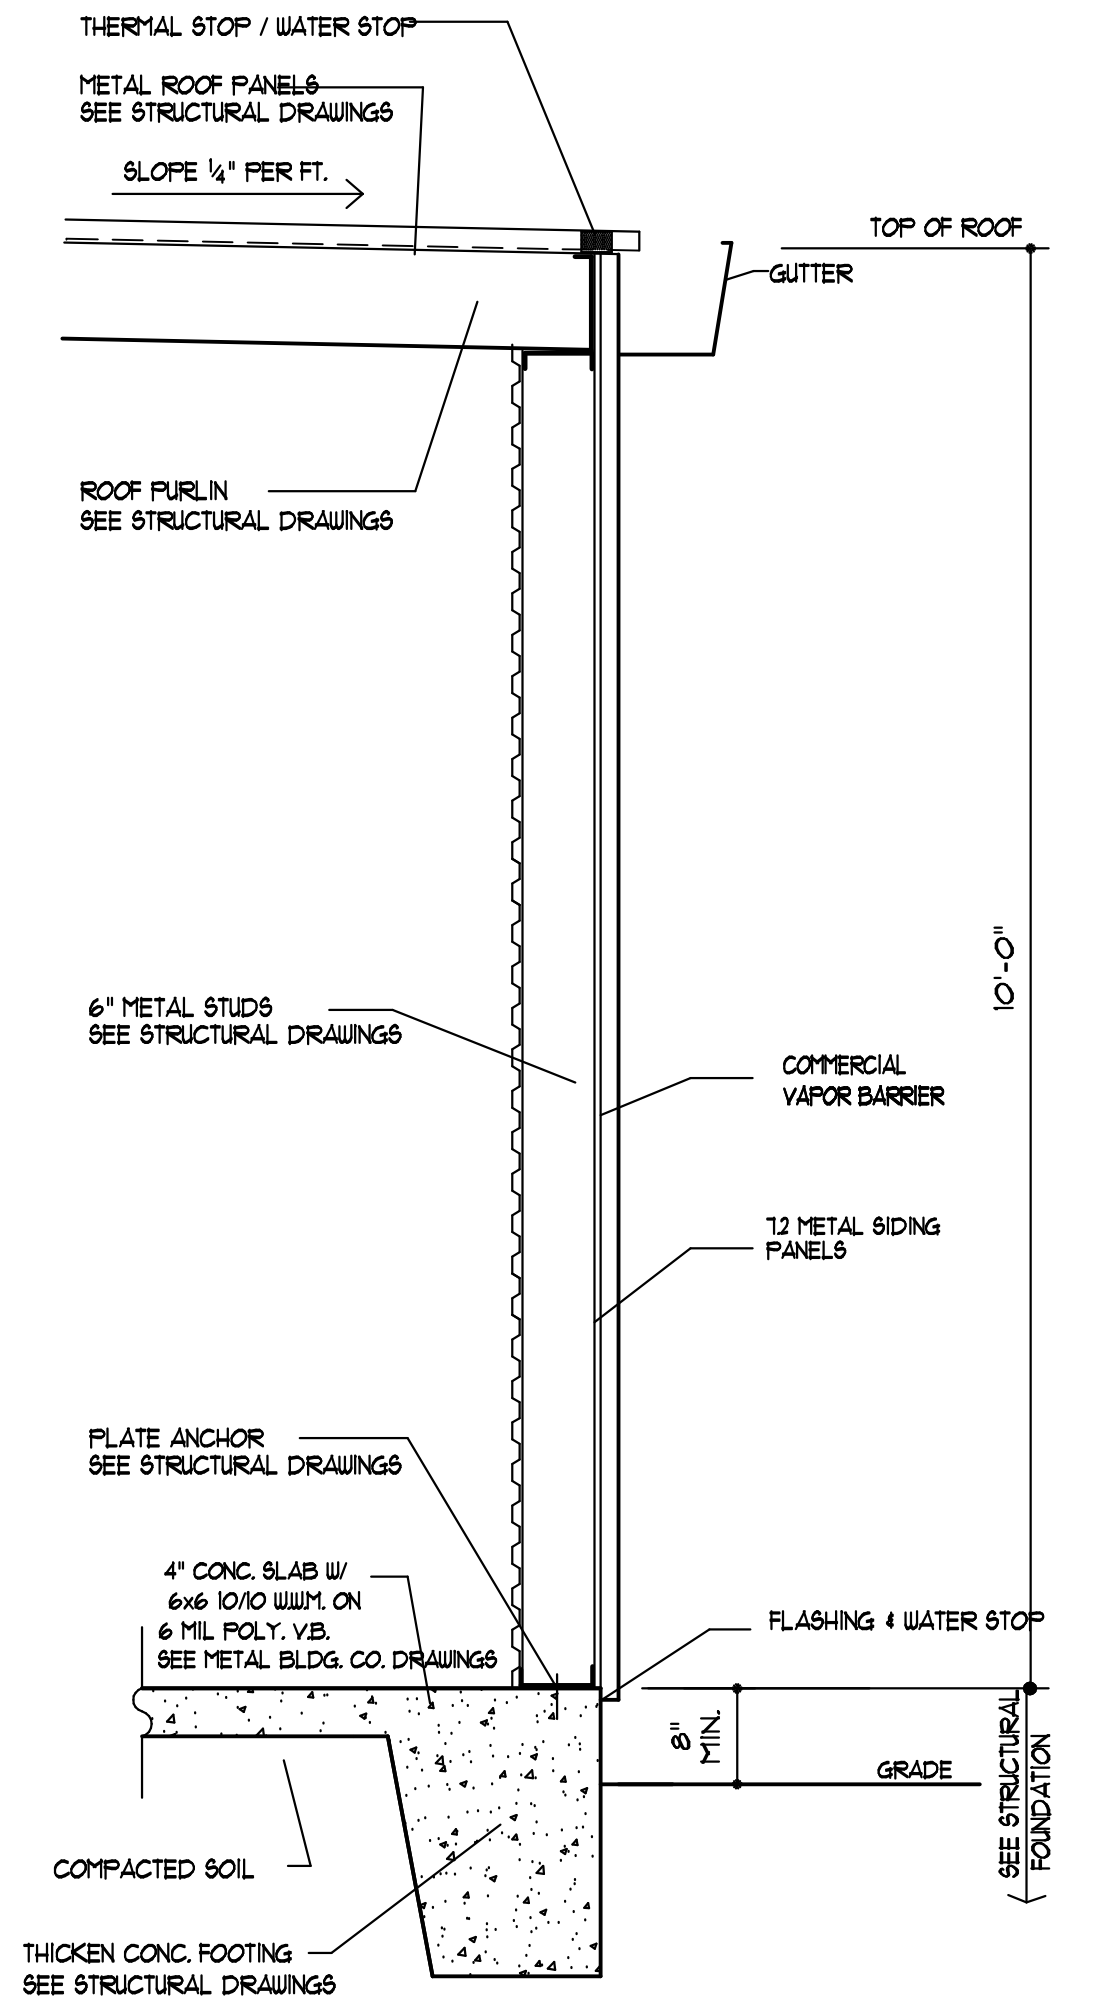 THERMAL STOP / WATER STOP
METAL ROOF PANELS
SEE STRUCTURAL DRAWINGS
SLOPE ¼" PER FT.
TOP OF ROOF
GUTTER
ROOF PURLIN
SEE STRUCTURAL DRAWINGS
10'-0"
6" METAL STUDS
SEE STRUCTURAL DRAWINGS
COMMERCIAL
VAPOR BARRIER
7.2 METAL SIDING
PANELS
PLATE ANCHOR
SEE STRUCTURAL DRAWINGS
4" CONC. SLAB W/
6x6 10/10 W.W.M. ON
6 MIL POLY. V.B.
SEE METAL BLDG. CO. DRAWINGS
FLASHING & WATER STOP
8"
MIN.
GRADE
SEE STRUCTURAL
FOUNDATION
COMPACTED SOIL
THICKEN CONC. FOOTING
SEE STRUCTURAL DRAWINGS